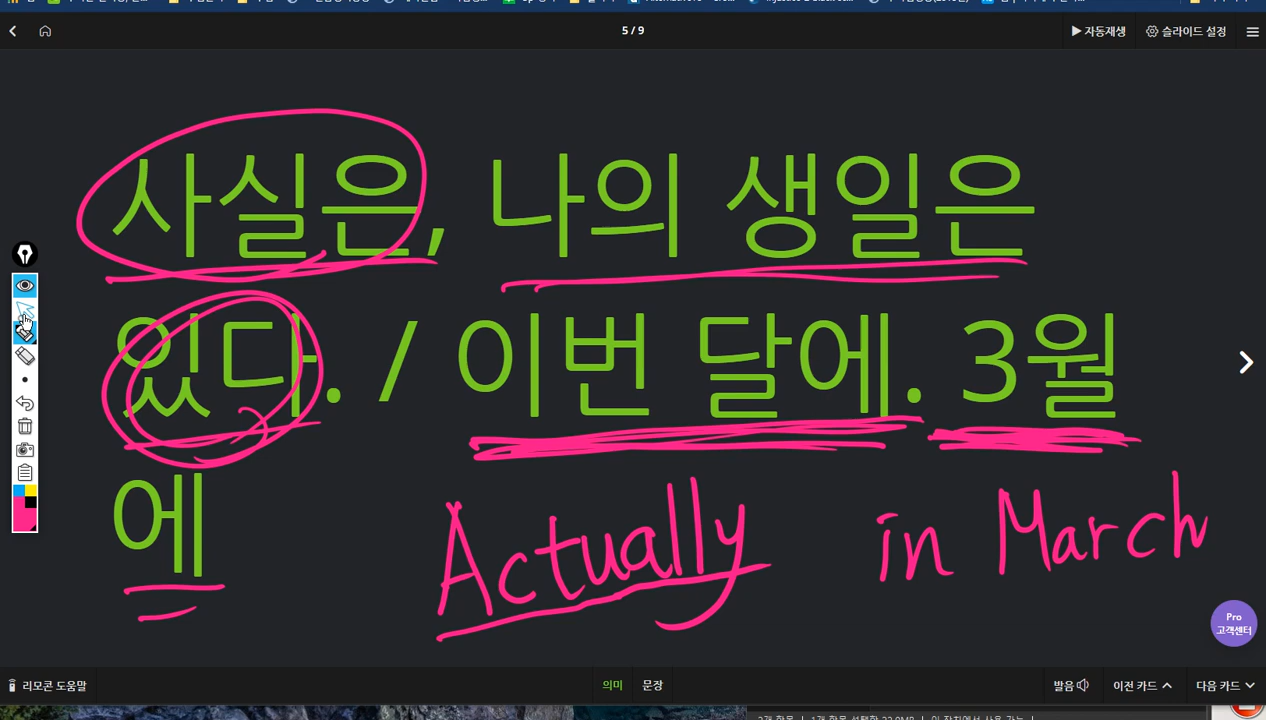 5 / 9
자동재생
슬라이드 설정
사실은, 나의 생일은
있다. / 이번 달에. 3월
에
Actually in March
Pro
고객센터
리모콘 도움말
의미
문장
발음
이전 카드
다음 카드